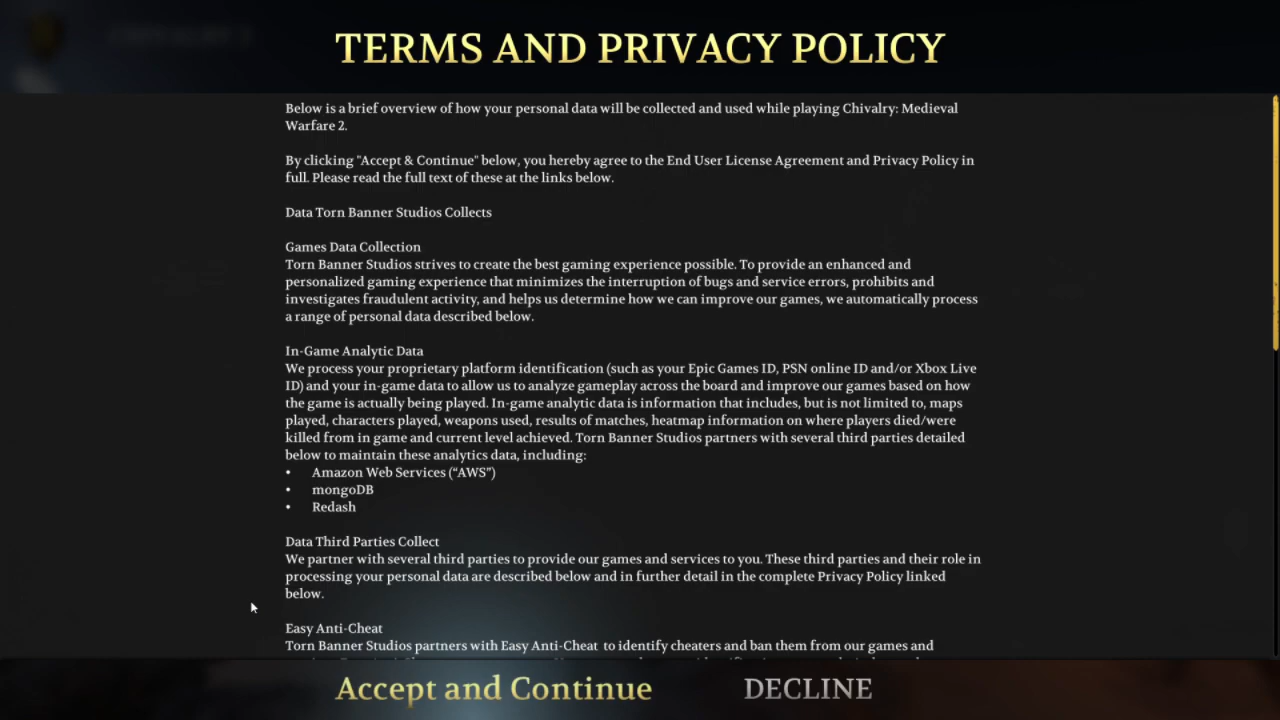 TERMS AND PRIVACY POLICY
Below is a brief overview of how your personal data will be collected and used while playing Chivalry: Medieval
Warfare 2.
By clicking "Accept & Continue" below, you hereby agree to the End User License Agreement and Privacy Policy in
full. Please read the full text of these at the links below.
Data Torn Banner Studios Collects
Games Data Collection
Torn Banner Studios strives to create the best gaming experience possible. To provide an enhanced and
personalized gaming experience that minimizes the interruption of bugs and service errors, prohibits and
investigates fraudulent activity, and helps us determine how we can improve our games, we automatically process
a range of personal data described below.
In-Game Analytic Data
We process your proprietary platform identification (such as your Epic Games ID, PSN online ID and/or Xbox Live
ID) and your in-game data to allow us to analyze gameplay across the board and improve our games based on how
the game is actually being played. In-game analytic data is information that includes, but is not limited to, maps
played, characters played, weapons used, results of matches, heatmap information on where players died/were
killed from in game and current level achieved. Torn Banner Studios partners with several third parties detailed
below to maintain these analytics data, including:
• Amazon Web Services (“AWS”)
• mongoDB
• Redash
Data Third Parties Collect
We partner with several third parties to provide our games and services to you. These third parties and their role in
processing your personal data are described below and in further detail in the complete Privacy Policy linked
below.
Easy Anti-Cheat
Torn Banner Studios partners with Easy Anti-Cheat to identify cheaters and ban them from our games and
Accept and Continue
DECLINE